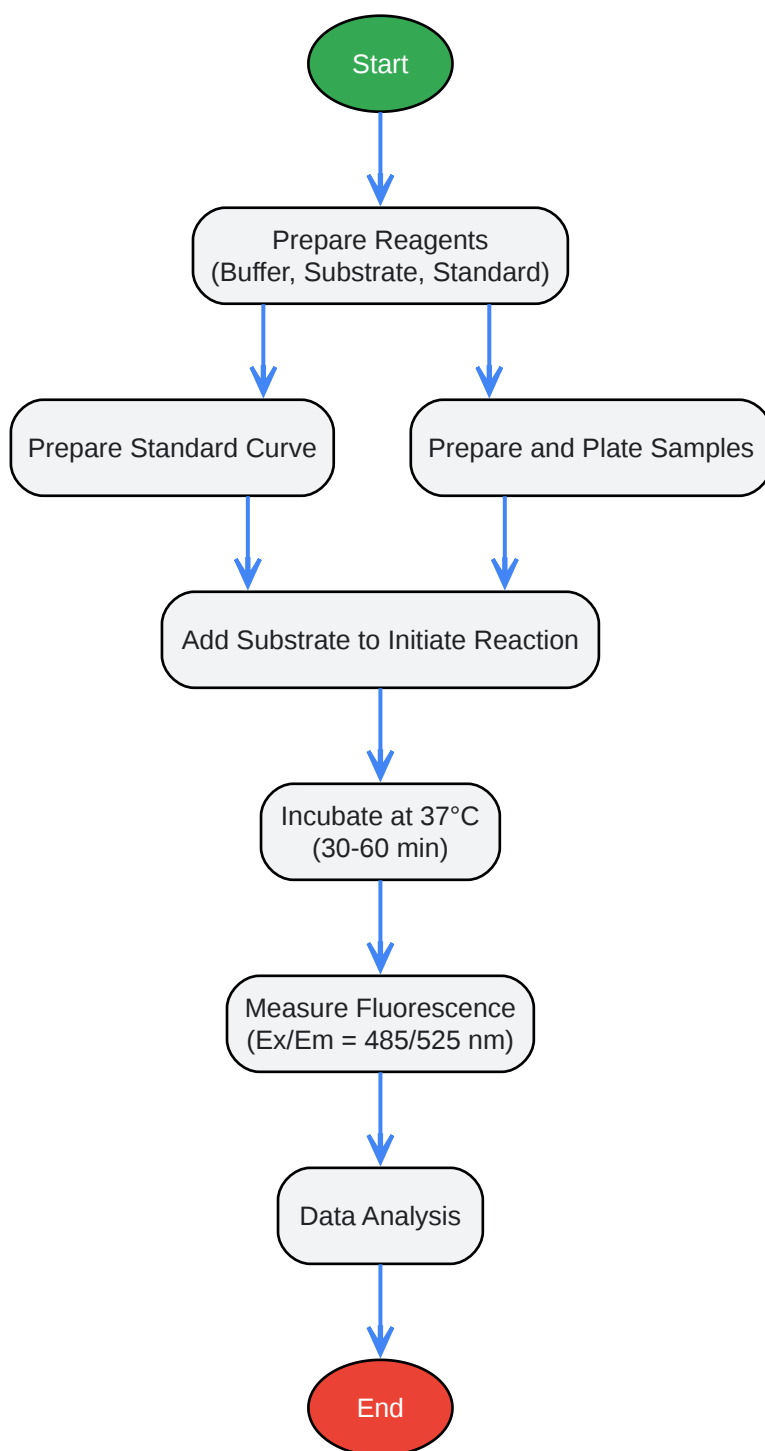 Start
Prepare Reagents
(Buffer, Substrate, Standard)
Prepare Standard Curve
Prepare and Plate Samples
Add Substrate to Initiate Reaction
Incubate at 37°C
(30-60 min)
Measure Fluorescence
(Ex/Em = 485/525 nm)
Data Analysis
End